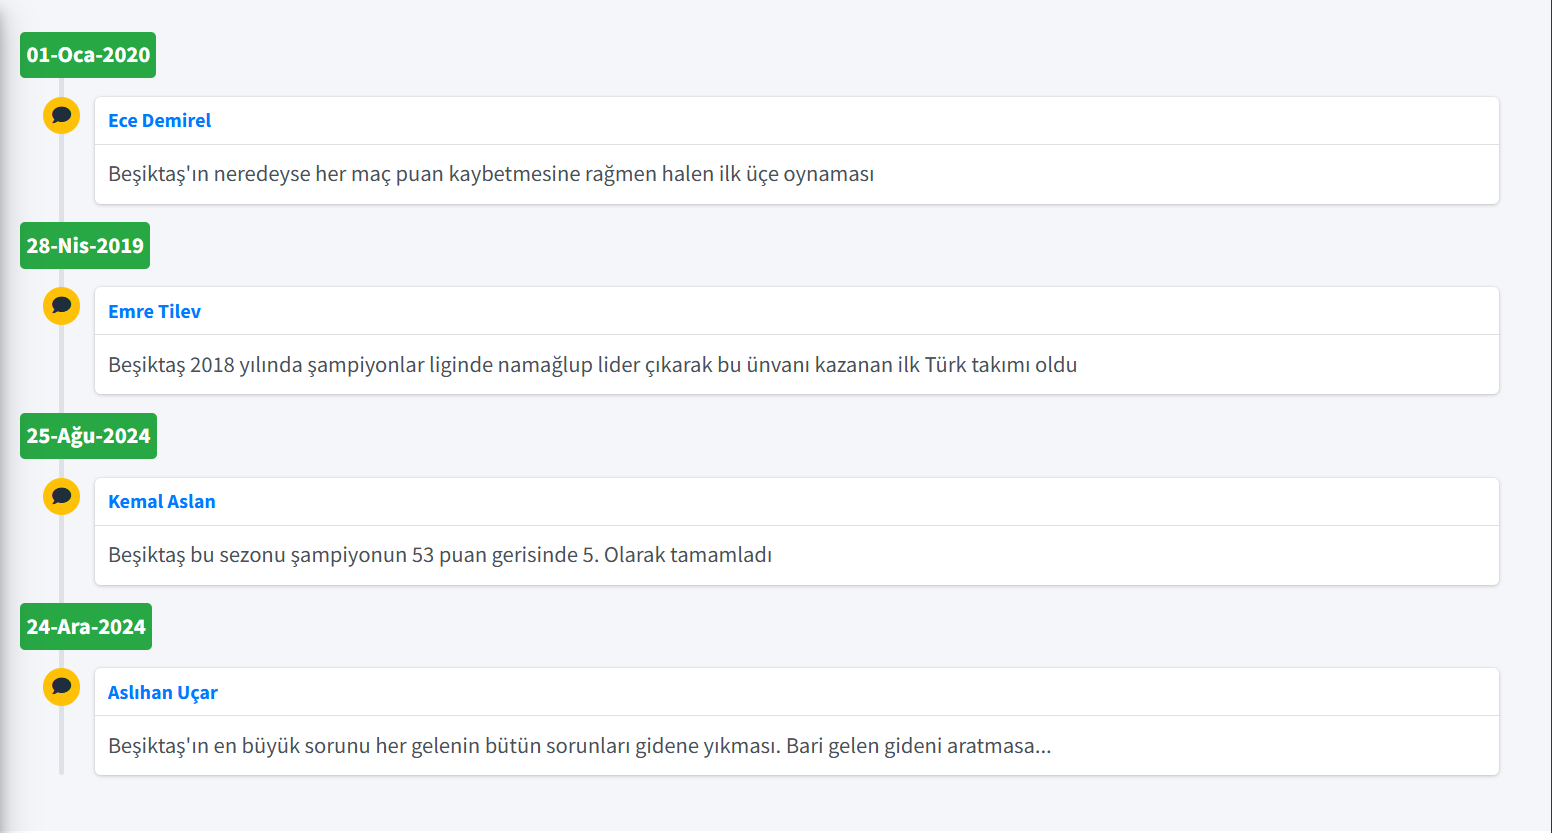 01-Oca-2020
Ece Demirel
Beşiktaş'ın neredeyse her maç puan kaybetmesine rağmen halen ilk üçe oynaması
28-Nis-2019
Emre Tilev
Beşiktaş 2018 yılında şampiyonlar liginde namağlup lider çıkarak bu ünvanı kazanan ilk Türk takımı oldu
25-Ağu-2024
Kemal Aslan
Beşiktaş bu sezonu şampiyonun 53 puan gerisinde 5. Olarak tamamladı
24-Ara-2024
Aslıhan Uçar
Beşiktaş'ın en büyük sorunu her gelenin bütün sorunları gidene yıkması. Bari gelen gideni aratmasa...